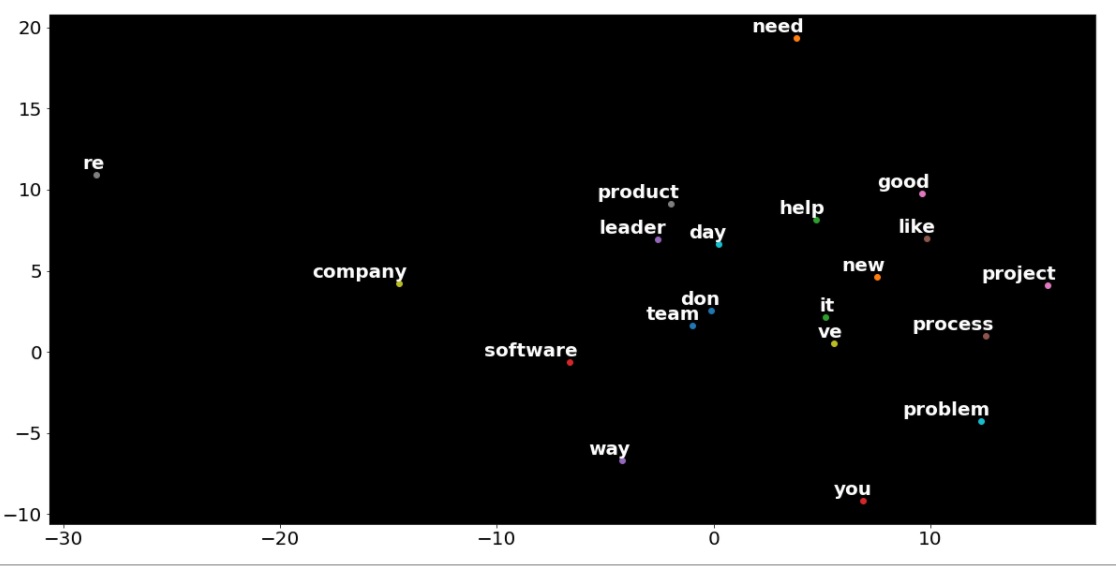 20
15
10
5
0
−5
−10
−30
−20
−10
0
10
need
re
good
product
help
leader
day
like
new
company
project
don
it
team
process
ve
software
problem
way
you